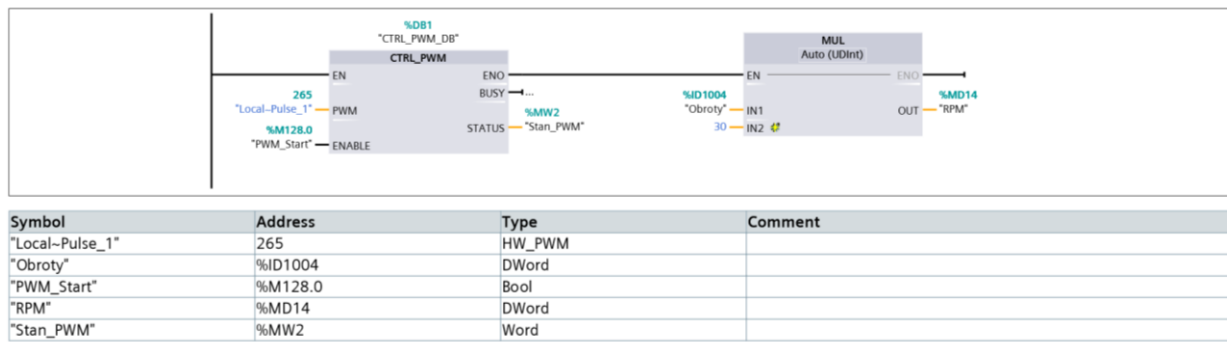 %DB1
"CTRL_PWM_DB"
CTRL_PWM
EN ENO
BUSY ...
265
"Local~Pulse_1" PWM
%MW2
STATUS "Stan_PWM"
%M128.0
"PWM_Start" ENABLE
MUL
Auto (UDInt)
EN ENO
%ID1004
"Obroty" IN1
30 IN2
%MD14
OUT "RPM"
Symbol Address Type Comment
"Local~Pulse_1" 265 HW_PWM
"Obroty" %ID1004 DWord
"PWM_Start" %M128.0 Bool
"RPM" %MD14 DWord
"Stan_PWM" %MW2 Word